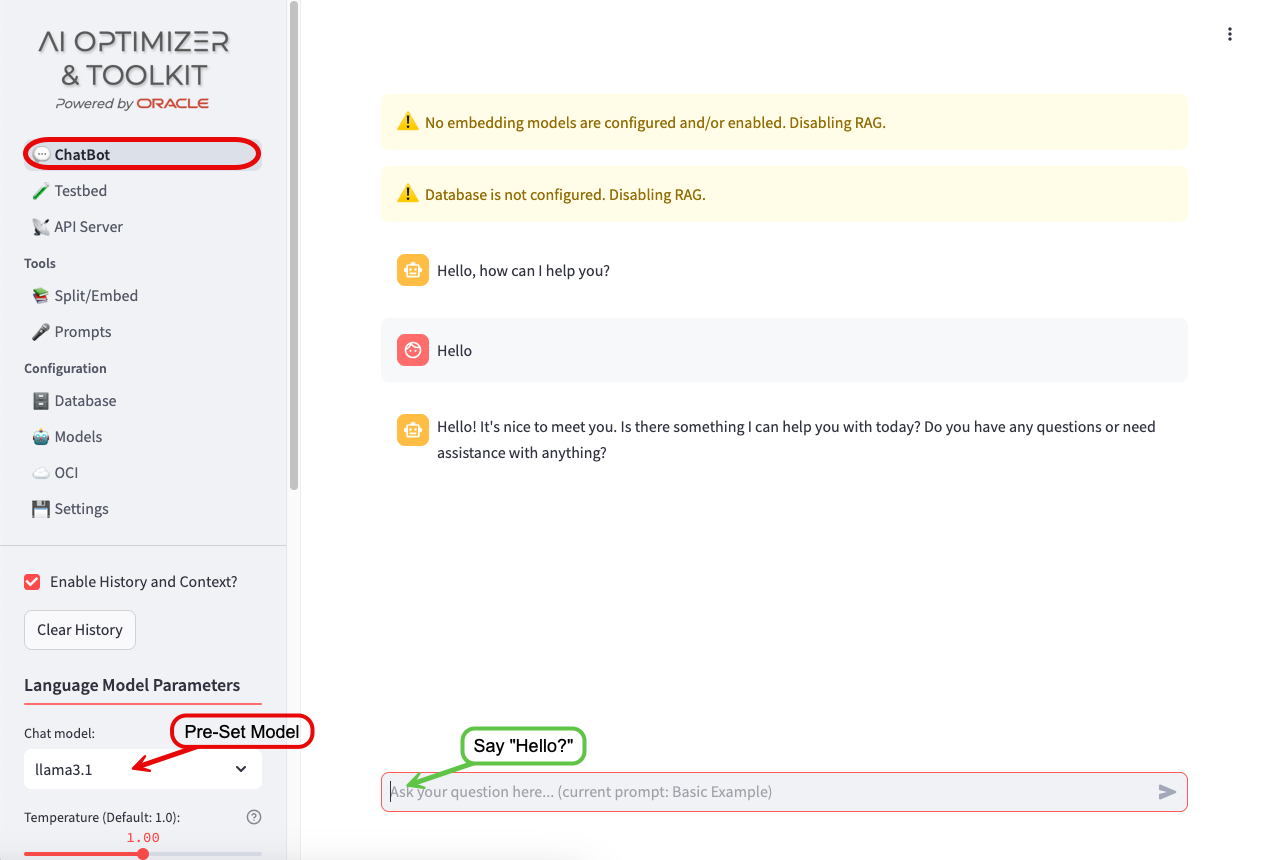 AI OPTIMIZER
& TOOLKIT
Powered by ORACLE
ChatBot
Testbed
API Server
Tools
Split/Embed
Prompts
Configuration
Database
Models
OCI
Settings
Enable History and Context?
Clear History
Language Model Parameters
Chat model:
Pre-Set Model
llama3.1
Temperature (Default: 1.0):
1.00
No embedding models are configured and/or enabled. Disabling RAG.
Database is not configured. Disabling RAG.
Hello, how can I help you?
Hello
Hello! It's nice to meet you. Is there something I can help you with today? Do you have any questions or need
assistance with anything?
Say "Hello?"
Ask your question here... (current prompt: Basic Example)